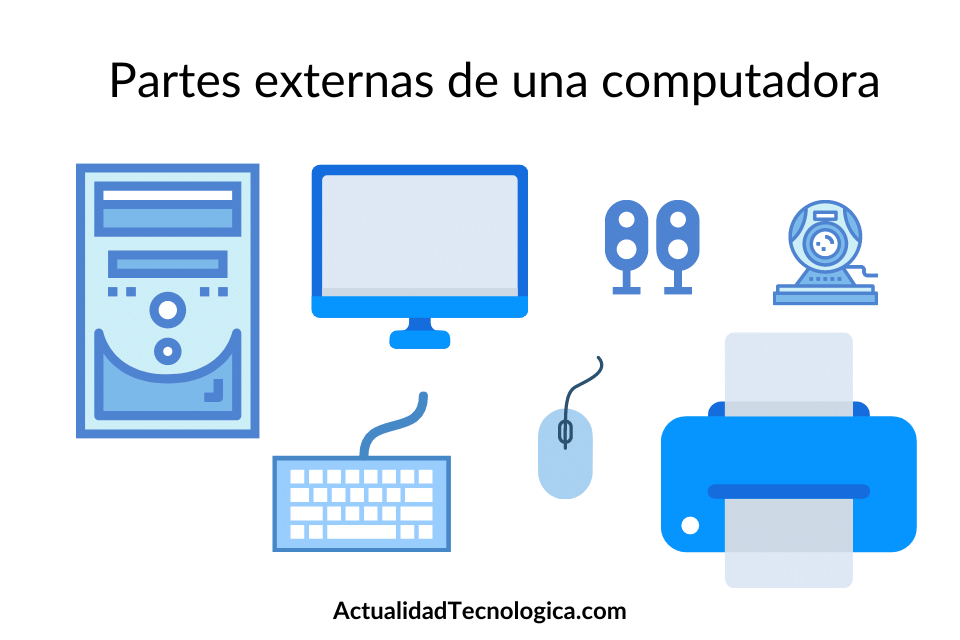 Partes externas de una computadora
ActualidadTecnologica.com